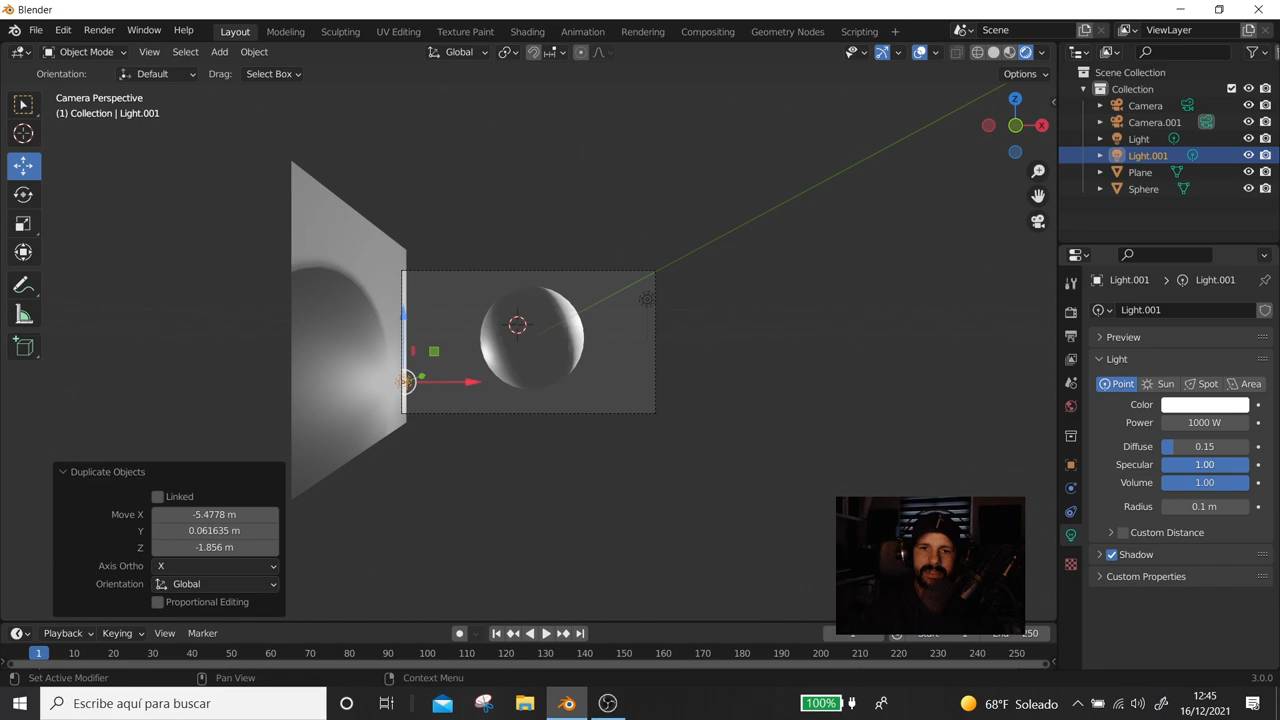 Blender
File Edit Render Window Help Layout Modeling Sculpting UV Editing Texture Paint Shading Animation Rendering Compositing Geometry Nodes Scripting + Scene ViewLayer
Object Mode View Select Add Object Global
Orientation: Default Drag: Select Box Options
Camera Perspective
(1) Collection | Light.001
Z
X
Scene Collection
Collection
Camera
Camera.001
Light
Light.001
Plane
Sphere
Light.001 Light.001
Light.001
Preview
Light
Point Sun Spot Area
Color
Power 1000 W
Diffuse 0.15
Specular 1.00
Volume 1.00
Radius 0.1 m
Custom Distance
Shadow
Custom Properties
Duplicate Objects
Linked
Move X -5.4778 m
Y 0.061635 m
Z -1.856 m
Axis Ortho X
Orientation Global
Proportional Editing
Playback Keying View Marker 1 Start 1 End 250
1 10 20 30 40 50 60 70 80 90 100 110 120 130 140 150 160 170 180 190 200 210 220 230 240 250
Set Active Modifier Pan View Context Menu 3.0.0
Escribe aquí para buscar 100% 68°F Soleado 12:45
16/12/2021